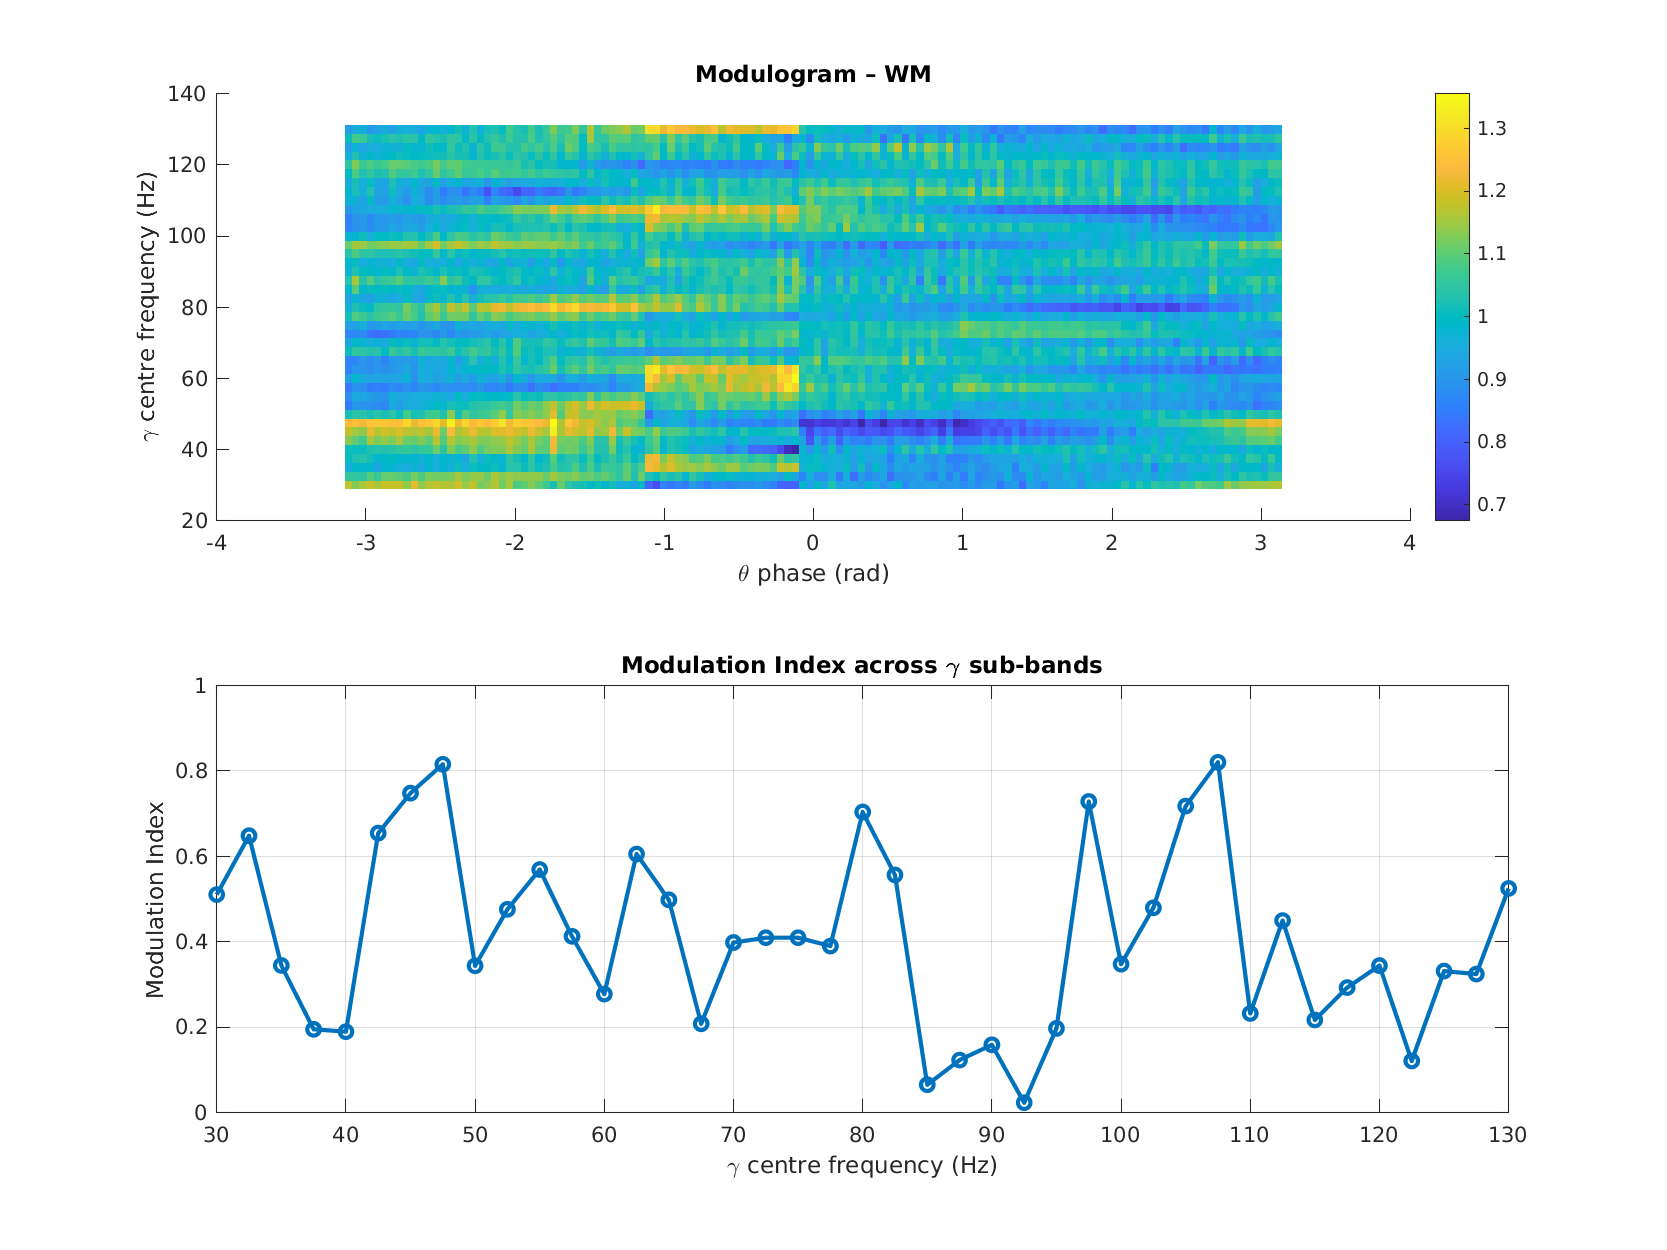 Modulogram – WM
140
120
100
80
60
40
20
γ centre frequency (Hz)
-4 -3 -2 -1 0 1 2 3 4
θ phase (rad)
1.3
1.2
1.1
1
0.9
0.8
0.7
Modulation Index across γ sub-bands
1
0.8
0.6
0.4
0.2
0
Modulation Index
30 40 50 60 70 80 90 100 110 120 130
γ centre frequency (Hz)